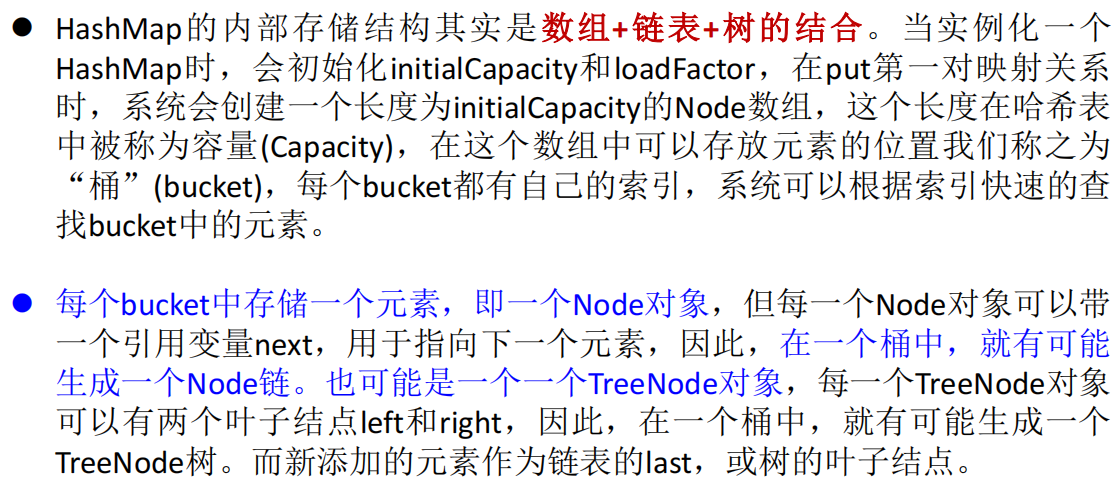 ● HashMap的内部存储结构其实是数组+链表+树的结合。当实例化一个
HashMap时，会初始化initialCapacity和loadFactor，在put第一对映射关系
时，系统会创建一个长度为initialCapacity的Node数组，这个长度在哈希表
中被称为容量(Capacity)，在这个数组中可以存放元素的位置我们称之为
“桶”(bucket)，每个bucket都有自己的索引，系统可以根据索引快速的查
找bucket中的元素。
● 每个bucket中存储一个元素，即一个Node对象，但每一个Node对象可以带
一个引用变量next，用于指向下一个元素，因此，在一个桶中，就有可能
生成一个Node链。也可能是一个一个TreeNode对象，每一个TreeNode对象
可以有两个叶子结点left和right，因此，在一个桶中，就有可能生成一个
TreeNode树。而新添加的元素作为链表的last，或树的叶子结点。